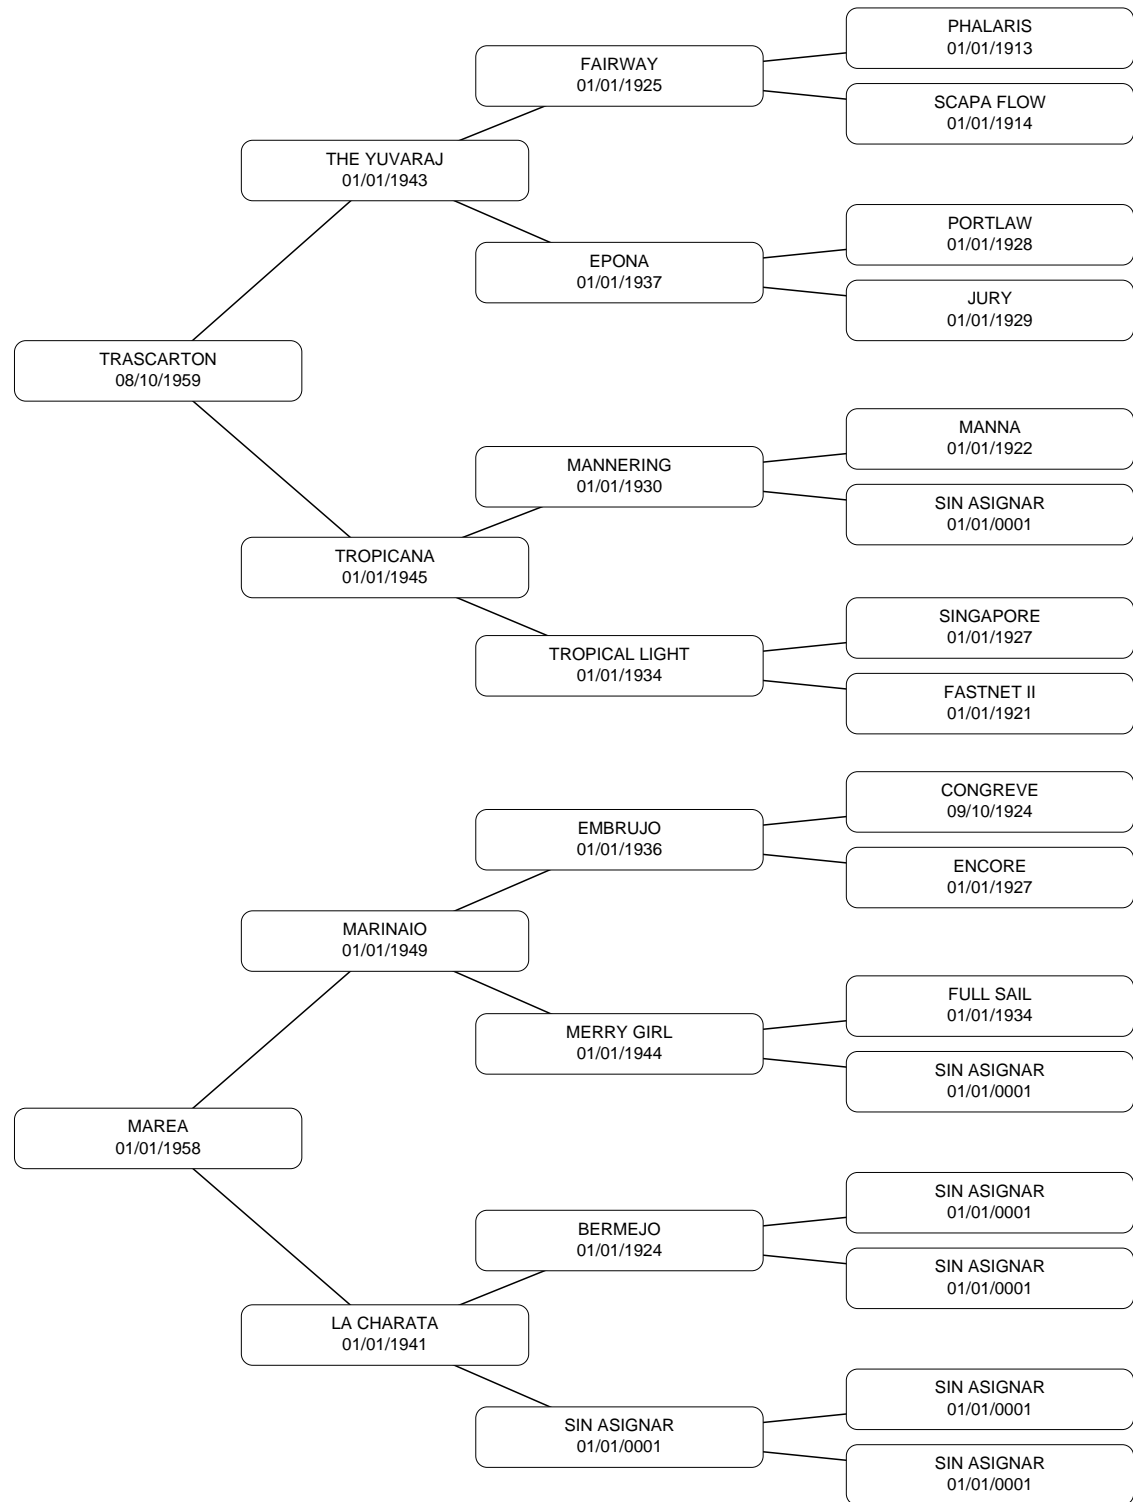 PHALARIS
01/01/1913
FAIRWAY
01/01/1925
SCAPA FLOW
01/01/1914
THE YUVARAJ
01/01/1943
PORTLAW
01/01/1928
EPONA
01/01/1937
JURY
01/01/1929
TRASCARTON
08/10/1959
MANNA
01/01/1922
MANNERING
01/01/1930
SIN ASIGNAR
01/01/0001
TROPICANA
01/01/1945
SINGAPORE
01/01/1927
TROPICAL LIGHT
01/01/1934
FASTNET II
01/01/1921
CONGREVE
09/10/1924
EMBRUJO
01/01/1936
ENCORE
01/01/1927
MARINAIO
01/01/1949
FULL SAIL
01/01/1934
MERRY GIRL
01/01/1944
SIN ASIGNAR
01/01/0001
MAREA
01/01/1958
SIN ASIGNAR
01/01/0001
BERMEJO
01/01/1924
SIN ASIGNAR
01/01/0001
LA CHARATA
01/01/1941
SIN ASIGNAR
01/01/0001
SIN ASIGNAR
01/01/0001
SIN ASIGNAR
01/01/0001